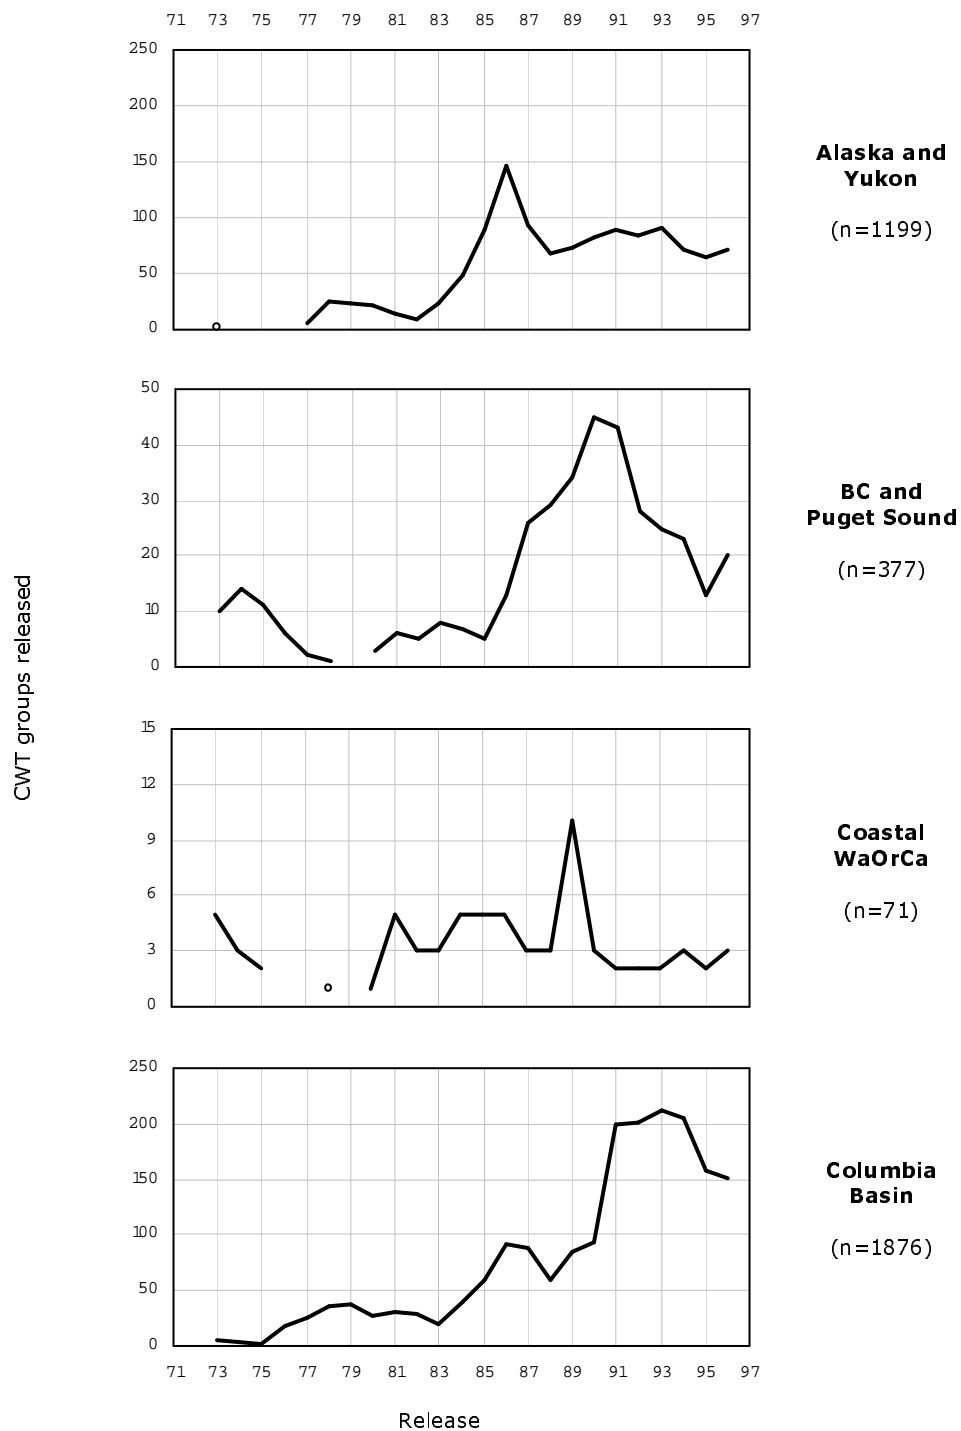 71 73 75 77 79 81 83 85 87 89 91 93 95 97
250
200
150
100
50
0
Alaska and
Yukon
(n=1199)
50
40
30
20
10
0
BC and
Puget Sound
(n=377)
CWT groups released
15
12
9
6
3
0
Coastal
WaOrCa
(n=71)
250
200
150
100
50
0
Columbia
Basin
(n=1876)
71 73 75 77 79 81 83 85 87 89 91 93 95 97
Release